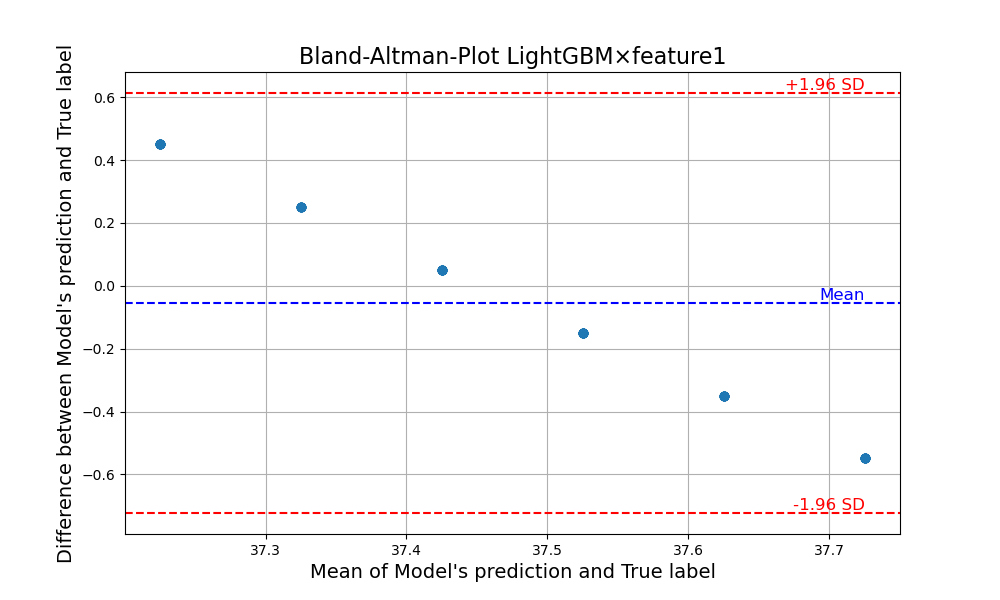 Bland-Altman-Plot LightGBM×feature1
Difference between Model's prediction and True label
0.6
0.4
0.2
0.0
−0.2
−0.4
−0.6
+1.96 SD
Mean
-1.96 SD
37.3
37.4
37.5
37.6
37.7
Mean of Model's prediction and True label